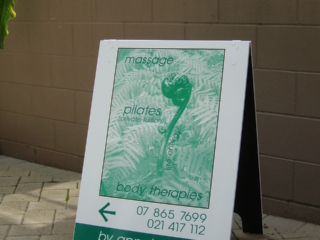 massage
pilates
body therapies
07 865 7699
021 417 112